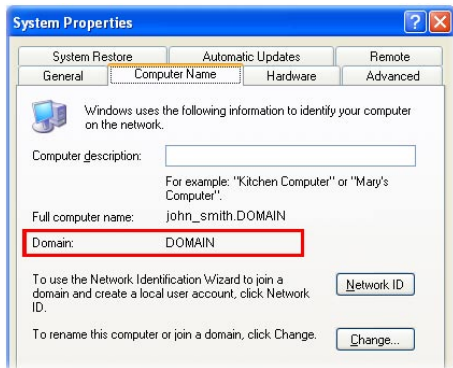 System Properties
System Restore Automatic Updates Remote
General Computer Name Hardware Advanced
Windows uses the following information to identify your computer
on the network.
Computer description:
For example: "Kitchen Computer" or "Mary's
Computer".
Full computer name: john_smith.DOMAIN
Domain: DOMAIN
To use the Network Identification Wizard to join a
domain and create a local user account, click Network
ID.
Network ID
To rename this computer or join a domain, click Change.
Change...